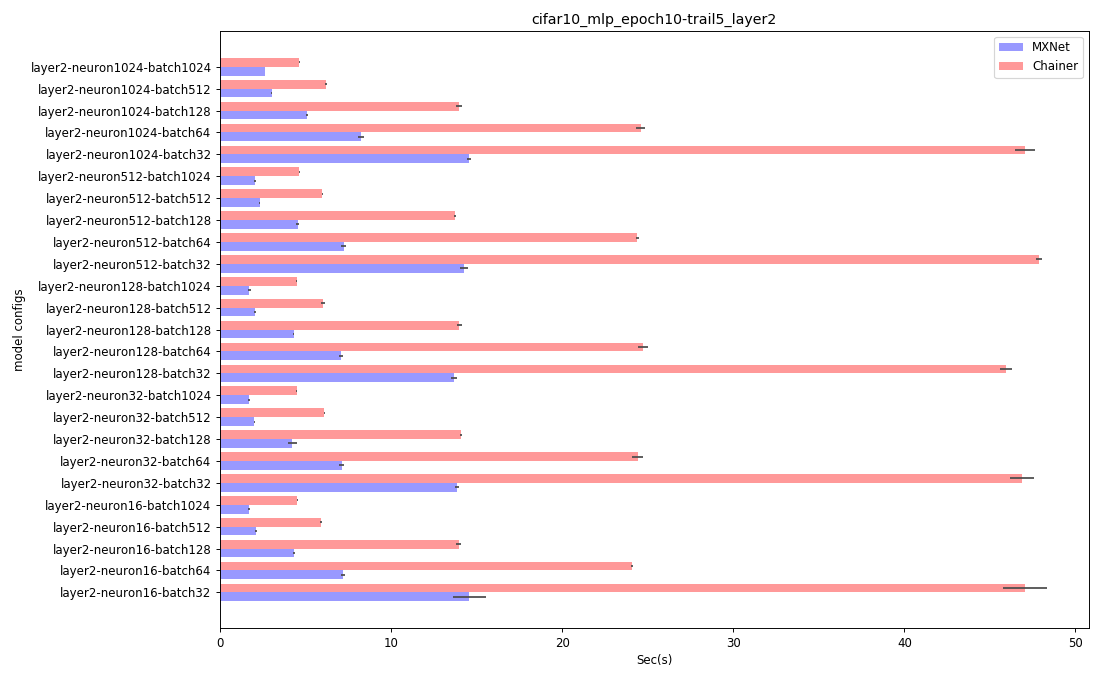 cifar10_mlp_epoch10-trail5_layer2
MXNet
Chainer
model configs
layer2-neuron1024-batch1024
layer2-neuron1024-batch512
layer2-neuron1024-batch128
layer2-neuron1024-batch64
layer2-neuron1024-batch32
layer2-neuron512-batch1024
layer2-neuron512-batch512
layer2-neuron512-batch128
layer2-neuron512-batch64
layer2-neuron512-batch32
layer2-neuron128-batch1024
layer2-neuron128-batch512
layer2-neuron128-batch128
layer2-neuron128-batch64
layer2-neuron128-batch32
layer2-neuron32-batch1024
layer2-neuron32-batch512
layer2-neuron32-batch128
layer2-neuron32-batch64
layer2-neuron32-batch32
layer2-neuron16-batch1024
layer2-neuron16-batch512
layer2-neuron16-batch128
layer2-neuron16-batch64
layer2-neuron16-batch32
0 10 20 30 40 50
Sec(s)